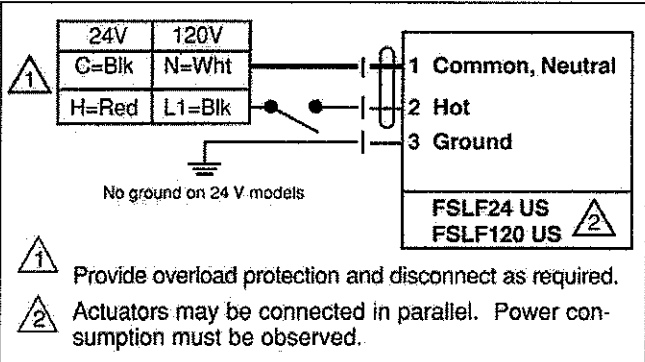 24V 120V
C=Blk N=Wht
1
1 Common, Neutral
H=Red L1=Blk
2 Hot
3 Ground
No ground on 24 V models
FSLF24 US
FSLF120 US
2
1
Provide overload protection and disconnect as required.
2
Actuators may be connected in parallel. Power con-
sumption must be observed.